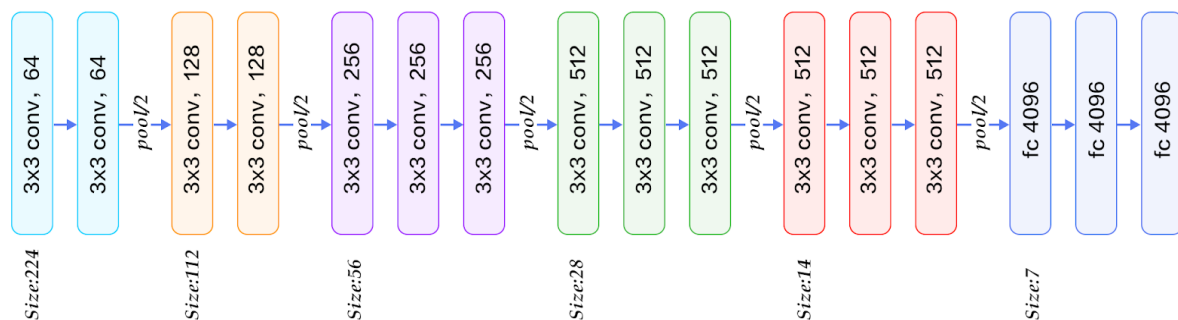 3x3 conv, 64
3x3 conv, 64
pool/2
3x3 conv, 128
3x3 conv, 128
pool/2
3x3 conv, 256
3x3 conv, 256
3x3 conv, 256
pool/2
3x3 conv, 512
3x3 conv, 512
3x3 conv, 512
pool/2
3x3 conv, 512
3x3 conv, 512
3x3 conv, 512
pool/2
fc 4096
fc 4096
fc 4096
Size:224
Size:112
Size:56
Size:28
Size:14
Size:7